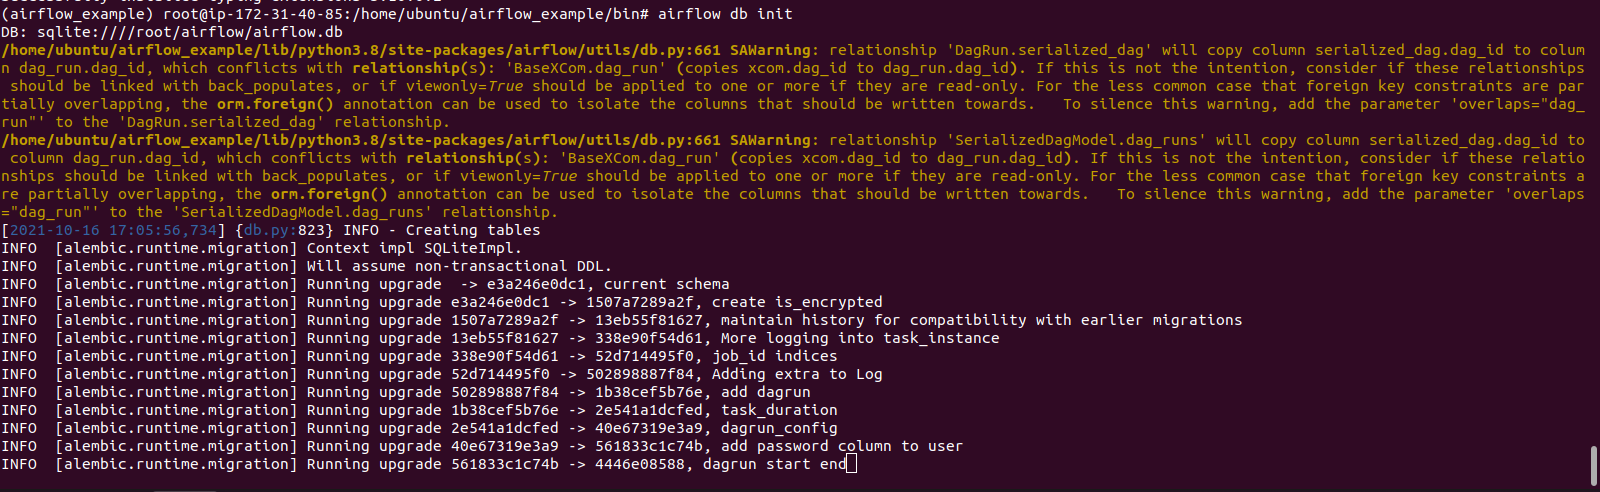 (airflow_example) root@ip-172-31-40-85:/home/ubuntu/airflow_example/bin# airflow db init
DB: sqlite:////root/airflow/airflow.db
/home/ubuntu/airflow_example/lib/python3.8/site-packages/airflow/utils/db.py:661 SAWarning: relationship 'DagRun.serialized_dag' will copy column serialized_dag.dag_id to colum
n dag_run.dag_id, which conflicts with relationship(s): 'BaseXCom.dag_run' (copies xcom.dag_id to dag_run.dag_id). If this is not the intention, consider if these relationships
 should be linked with back_populates, or if viewonly=True should be applied to one or more if they are read-only. For the less common case that foreign key constraints are par
tially overlapping, the orm.foreign() annotation can be used to isolate the columns that should be written towards.   To silence this warning, add the parameter 'overlaps="dag_
run"' to the 'DagRun.serialized_dag' relationship.
/home/ubuntu/airflow_example/lib/python3.8/site-packages/airflow/utils/db.py:661 SAWarning: relationship 'SerializedDagModel.dag_runs' will copy column serialized_dag.dag_id to
 column dag_run.dag_id, which conflicts with relationship(s): 'BaseXCom.dag_run' (copies xcom.dag_id to dag_run.dag_id). If this is not the intention, consider if these relatio
nships should be linked with back_populates, or if viewonly=True should be applied to one or more if they are read-only. For the less common case that foreign key constraints a
re partially overlapping, the orm.foreign() annotation can be used to isolate the columns that should be written towards.   To silence this warning, add the parameter 'overlaps
="dag_run"' to the 'SerializedDagModel.dag_runs' relationship.
[2021-10-16 17:05:56,734] {db.py:823} INFO - Creating tables
INFO  [alembic.runtime.migration] Context impl SQLiteImpl.
INFO  [alembic.runtime.migration] Will assume non-transactional DDL.
INFO  [alembic.runtime.migration] Running upgrade  -> e3a246e0dc1, current schema
INFO  [alembic.runtime.migration] Running upgrade e3a246e0dc1 -> 1507a7289a2f, create is_encrypted
INFO  [alembic.runtime.migration] Running upgrade 1507a7289a2f -> 13eb55f81627, maintain history for compatibility with earlier migrations
INFO  [alembic.runtime.migration] Running upgrade 13eb55f81627 -> 338e90f54d61, More logging into task_instance
INFO  [alembic.runtime.migration] Running upgrade 338e90f54d61 -> 52d714495f0, job_id indices
INFO  [alembic.runtime.migration] Running upgrade 52d714495f0 -> 502898887f84, Adding extra to Log
INFO  [alembic.runtime.migration] Running upgrade 502898887f84 -> 1b38cef5b76e, add dagrun
INFO  [alembic.runtime.migration] Running upgrade 1b38cef5b76e -> 2e541a1dcfed, task_duration
INFO  [alembic.runtime.migration] Running upgrade 2e541a1dcfed -> 40e67319e3a9, dagrun_config
INFO  [alembic.runtime.migration] Running upgrade 40e67319e3a9 -> 561833c1c74b, add password column to user
INFO  [alembic.runtime.migration] Running upgrade 561833c1c74b -> 4446e08588, dagrun start end